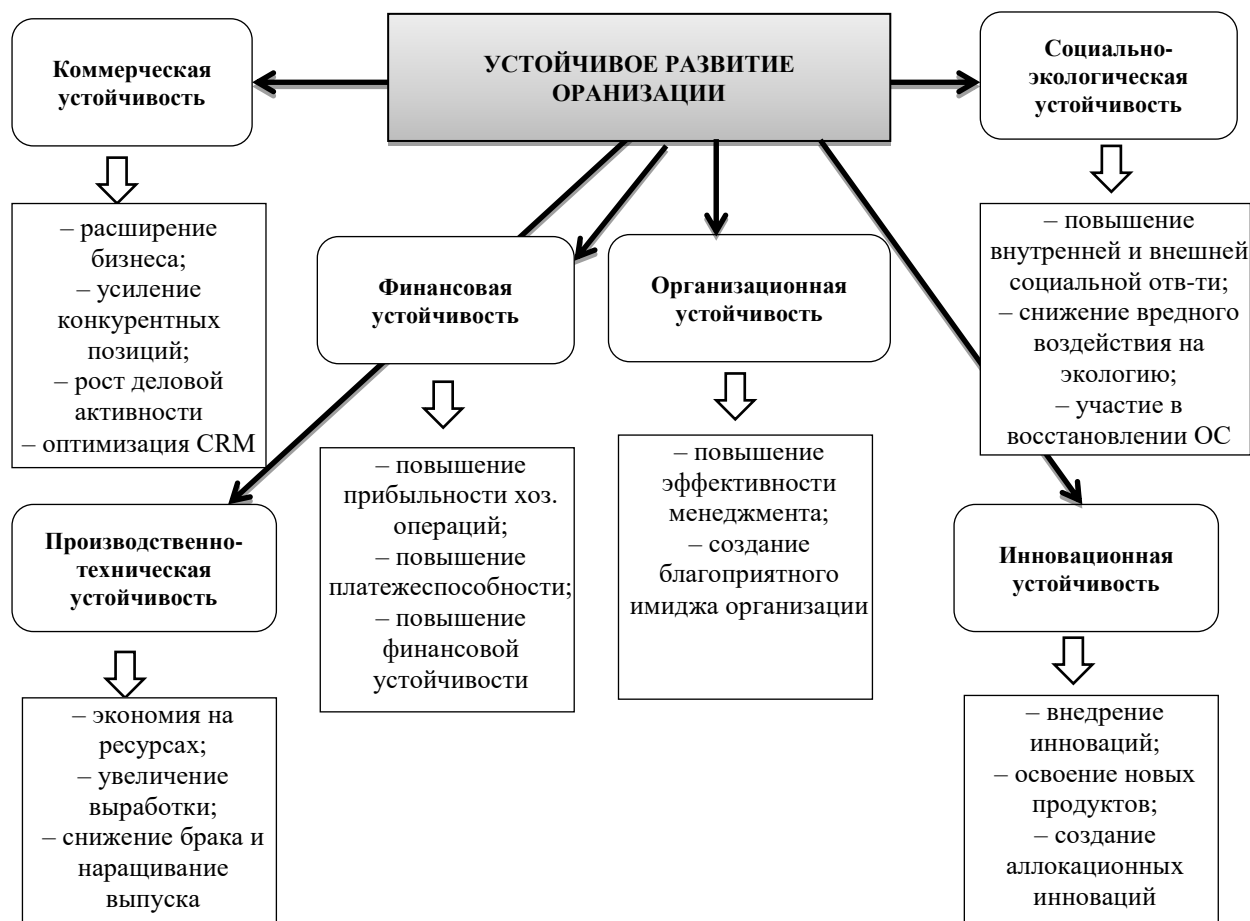 УСТОЙЧИВОЕ РАЗВИТИЕ
ОРАНИЗАЦИИ
Коммерческая
устойчивость
– расширение
бизнеса;
– усиление
конкурентных
позиций;
– рост деловой
активности
– оптимизация CRM
Социально-
экологическая
устойчивость
– повышение
внутренней и внешней
социальной отв-ти;
– снижение вредного
воздействия на
экологию;
– участие в
восстановлении ОС
Финансовая
устойчивость
– повышение
прибыльности хоз.
операций;
– повышение
платежеспособности;
– повышение
финансовой
устойчивости
Организационная
устойчивость
– повышение
эффективности
менеджмента;
– создание
благоприятного
имиджа организации
Производственно-
техническая
устойчивость
– экономия на
ресурсах;
– увеличение
выработки;
– снижение брака и
наращивание
выпуска
Инновационная
устойчивость
– внедрение
инноваций;
– освоение новых
продуктов;
– создание
аллокационных
инноваций